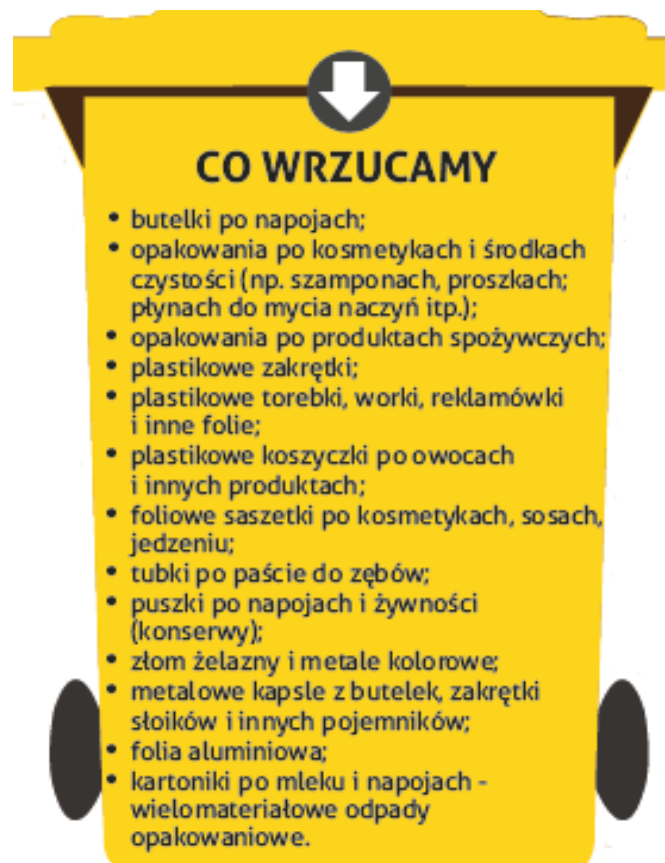 CO WRZUCAMY
• butelki po napojach;
• opakowania po kosmetykach i środkach
czystości (np. szamponach, proszkach;
płynach do mycia naczyń itp.);
• opakowania po produktach spożywczych;
• plastikowe zakrętki;
• plastikowe torebki, worki, reklamówki
i inne folie;
• plastikowe koszyczki po owocach
i innych produktach;
• foliowe saszetki po kosmetykach, sosach,
jedzeniu;
• tubki po paście do zębów;
• puszki po napojach i żywności
(konserwy);
• złom żelazny i metale kolorowe;
• metalowe kapsle z butelek, zakrętki
słoików i innych pojemników;
• folia aluminiowa;
• kartoniki po mleku i napojach -
wielomateriałowe odpady
opakowaniowe.